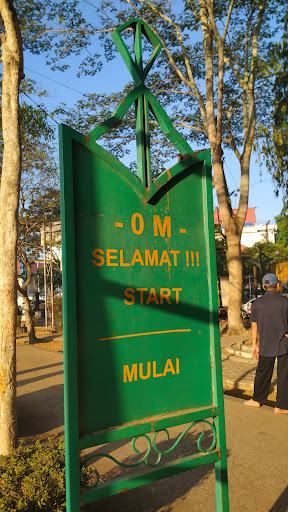 - 0 M -
SELAMAT !!!
START
MULAI